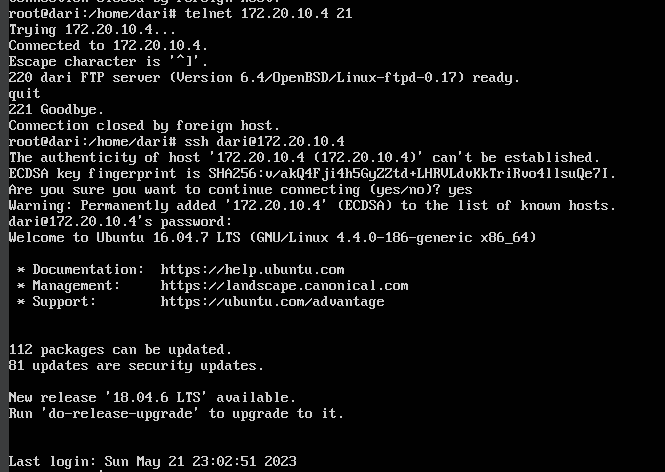 root@dari:/home/dari# telnet 172.20.10.4 21
Trying 172.20.10.4...
Connected to 172.20.10.4.
Escape character is '^]'.
220 dari FTP server (Version 6.4/OpenBSD/Linux-ftpd-0.17) ready.
quit
221 Goodbye.
Connection closed by foreign host.
root@dari:/home/dari# ssh dari@172.20.10.4
The authenticity of host '172.20.10.4 (172.20.10.4)' can't be established.
ECDSA key fingerprint is SHA256:v/akQ4Fji4h5GyZZtd+LHRVLdvKkTriRvo4llsuQe7I.
Are you sure you want to continue connecting (yes/no)? yes
Warning: Permanently added '172.20.10.4' (ECDSA) to the list of known hosts.
dari@172.20.10.4's password:
Welcome to Ubuntu 16.04.7 LTS (GNU/Linux 4.4.0-186-generic x86_64)
* Documentation: https://help.ubuntu.com
* Management: https://landscape.canonical.com
* Support: https://ubuntu.com/advantage
112 packages can be updated.
81 updates are security updates.
New release '18.04.6 LTS' available.
Run 'do-release-upgrade' to upgrade to it.
Last login: Sun May 21 23:02:51 2023